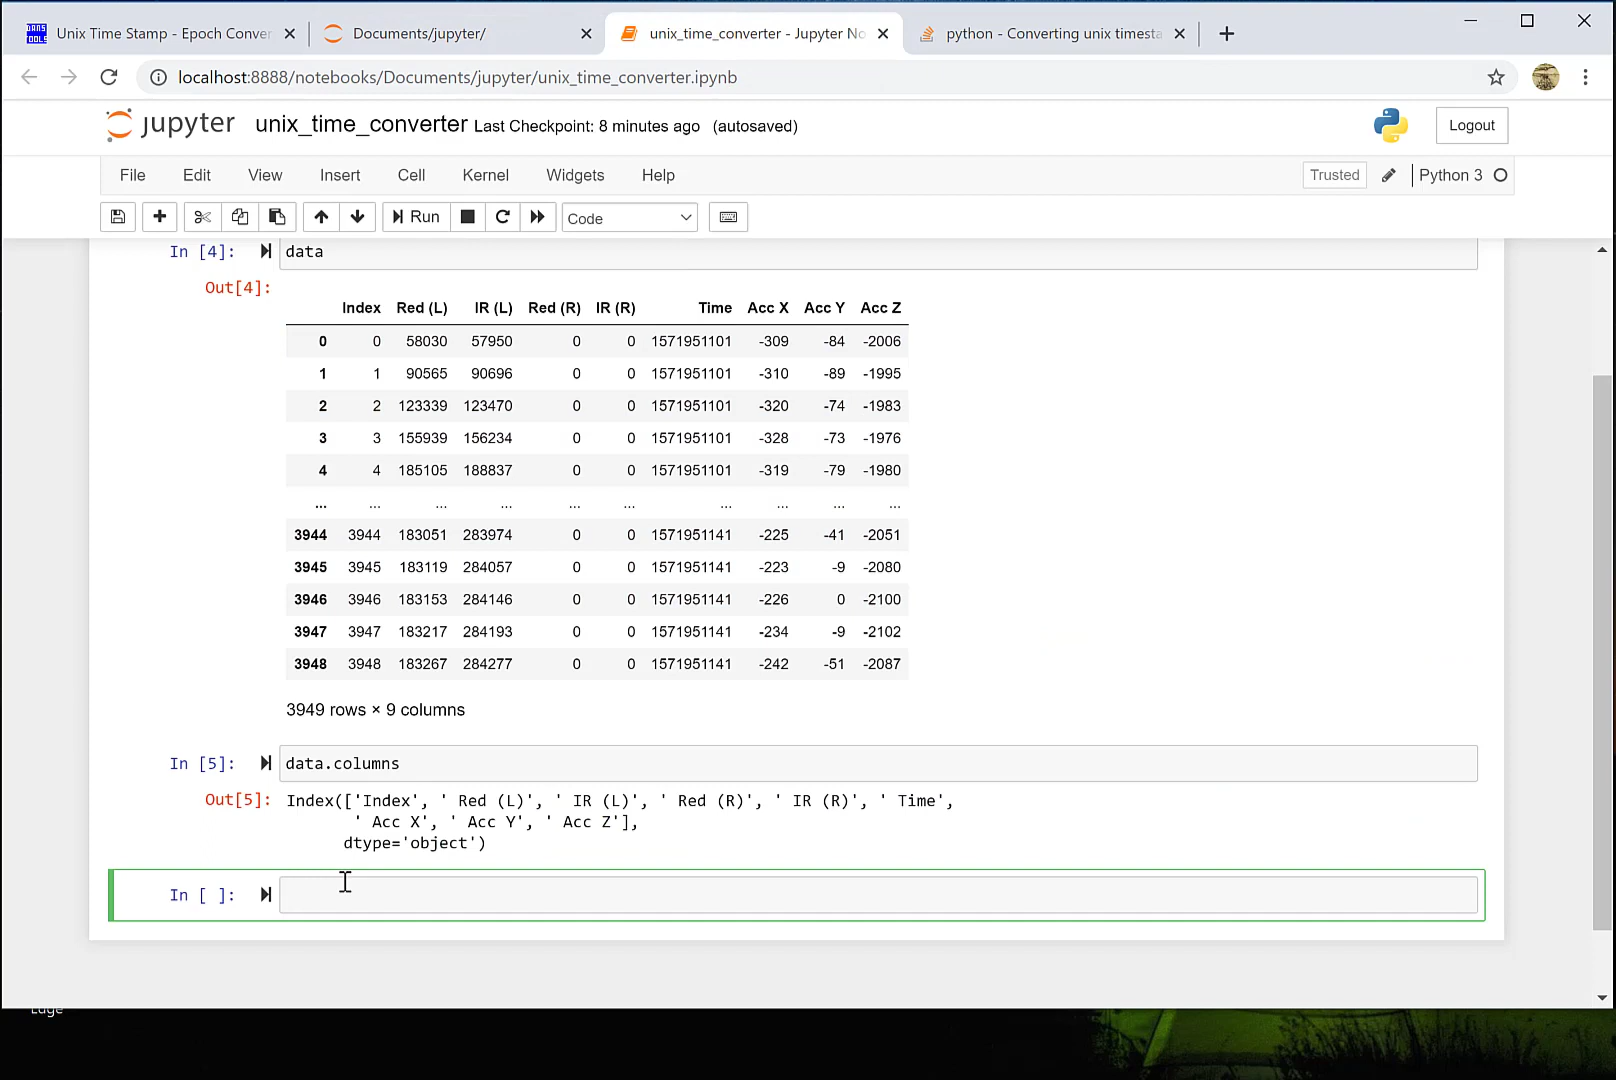 Unix Time Stamp - Epoch Conver
Documents/jupyter/
unix_time_converter - Jupyter No
python - Converting unix timesta
localhost:8888/notebooks/Documents/jupyter/unix_time_converter.ipynb
jupyter unix_time_converter Last Checkpoint: 8 minutes ago (autosaved)
Logout
File Edit View Insert Cell Kernel Widgets Help
Trusted
Python 3
Run
Code
In [4]: data
Out[4]:
Index Red (L) IR (L) Red (R) IR (R) Time Acc X Acc Y Acc Z
0 0 58030 57950 0 0 1571951101 -309 -84 -2006
1 1 90565 90696 0 0 1571951101 -310 -89 -1995
2 2 123339 123470 0 0 1571951101 -320 -74 -1983
3 3 155939 156234 0 0 1571951101 -328 -73 -1976
4 4 185105 188837 0 0 1571951101 -319 -79 -1980
... ... ... ... ... ... ... ... ... ...
3944 3944 183051 283974 0 0 1571951141 -225 -41 -2051
3945 3945 183119 284057 0 0 1571951141 -223 -9 -2080
3946 3946 183153 284146 0 0 1571951141 -226 0 -2100
3947 3947 183217 284193 0 0 1571951141 -234 -9 -2102
3948 3948 183267 284277 0 0 1571951141 -242 -51 -2087
3949 rows × 9 columns
In [5]: data.columns
Out[5]: Index(['Index', ' Red (L)', ' IR (L)', ' Red (R)', ' IR (R)', ' Time',
' Acc X', ' Acc Y', ' Acc Z'],
dtype='object')
In [ ]:
Edge